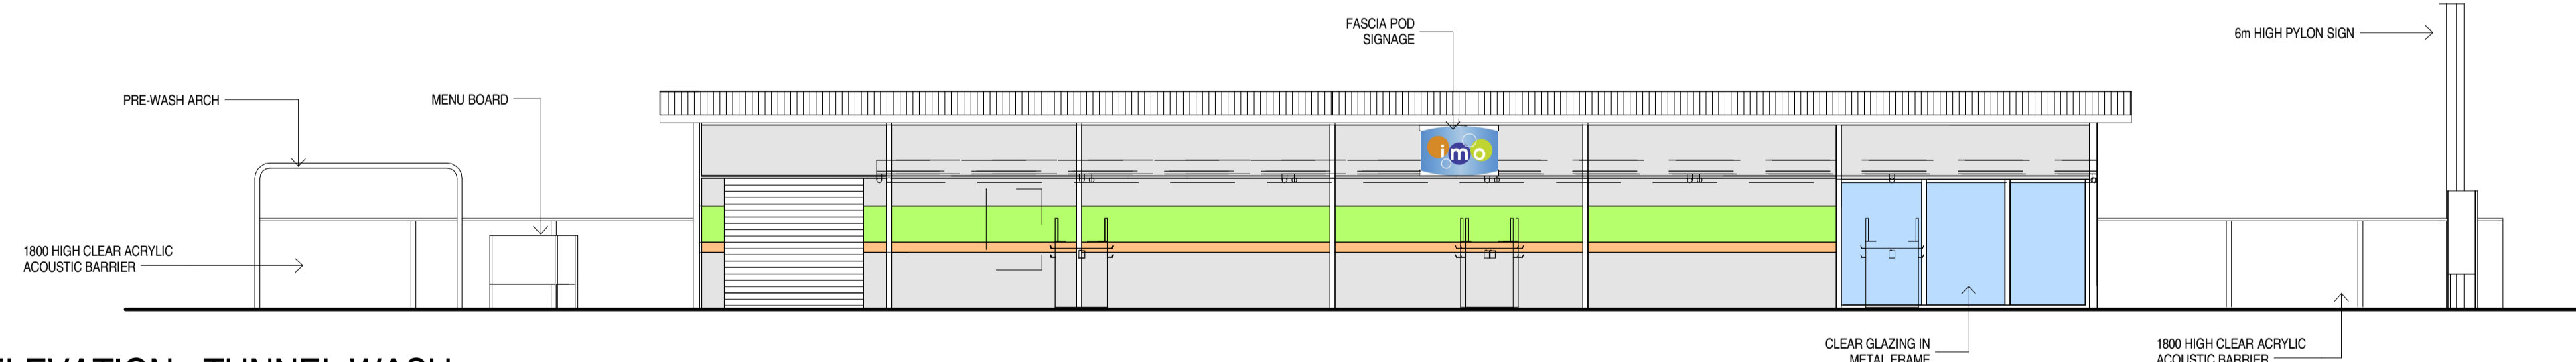 FASCIA POD
SIGNAGE
6m HIGH PYLON SIGN
PRE-WASH ARCH
MENU BOARD
imo
1800 HIGH CLEAR ACRYLIC
ACOUSTIC BARRIER
CLEAR GLAZING IN
METAL FRAME
1800 HIGH CLEAR ACRYLIC
ACOUSTIC BARRIER
ELEVATION - TUNNEL WASH